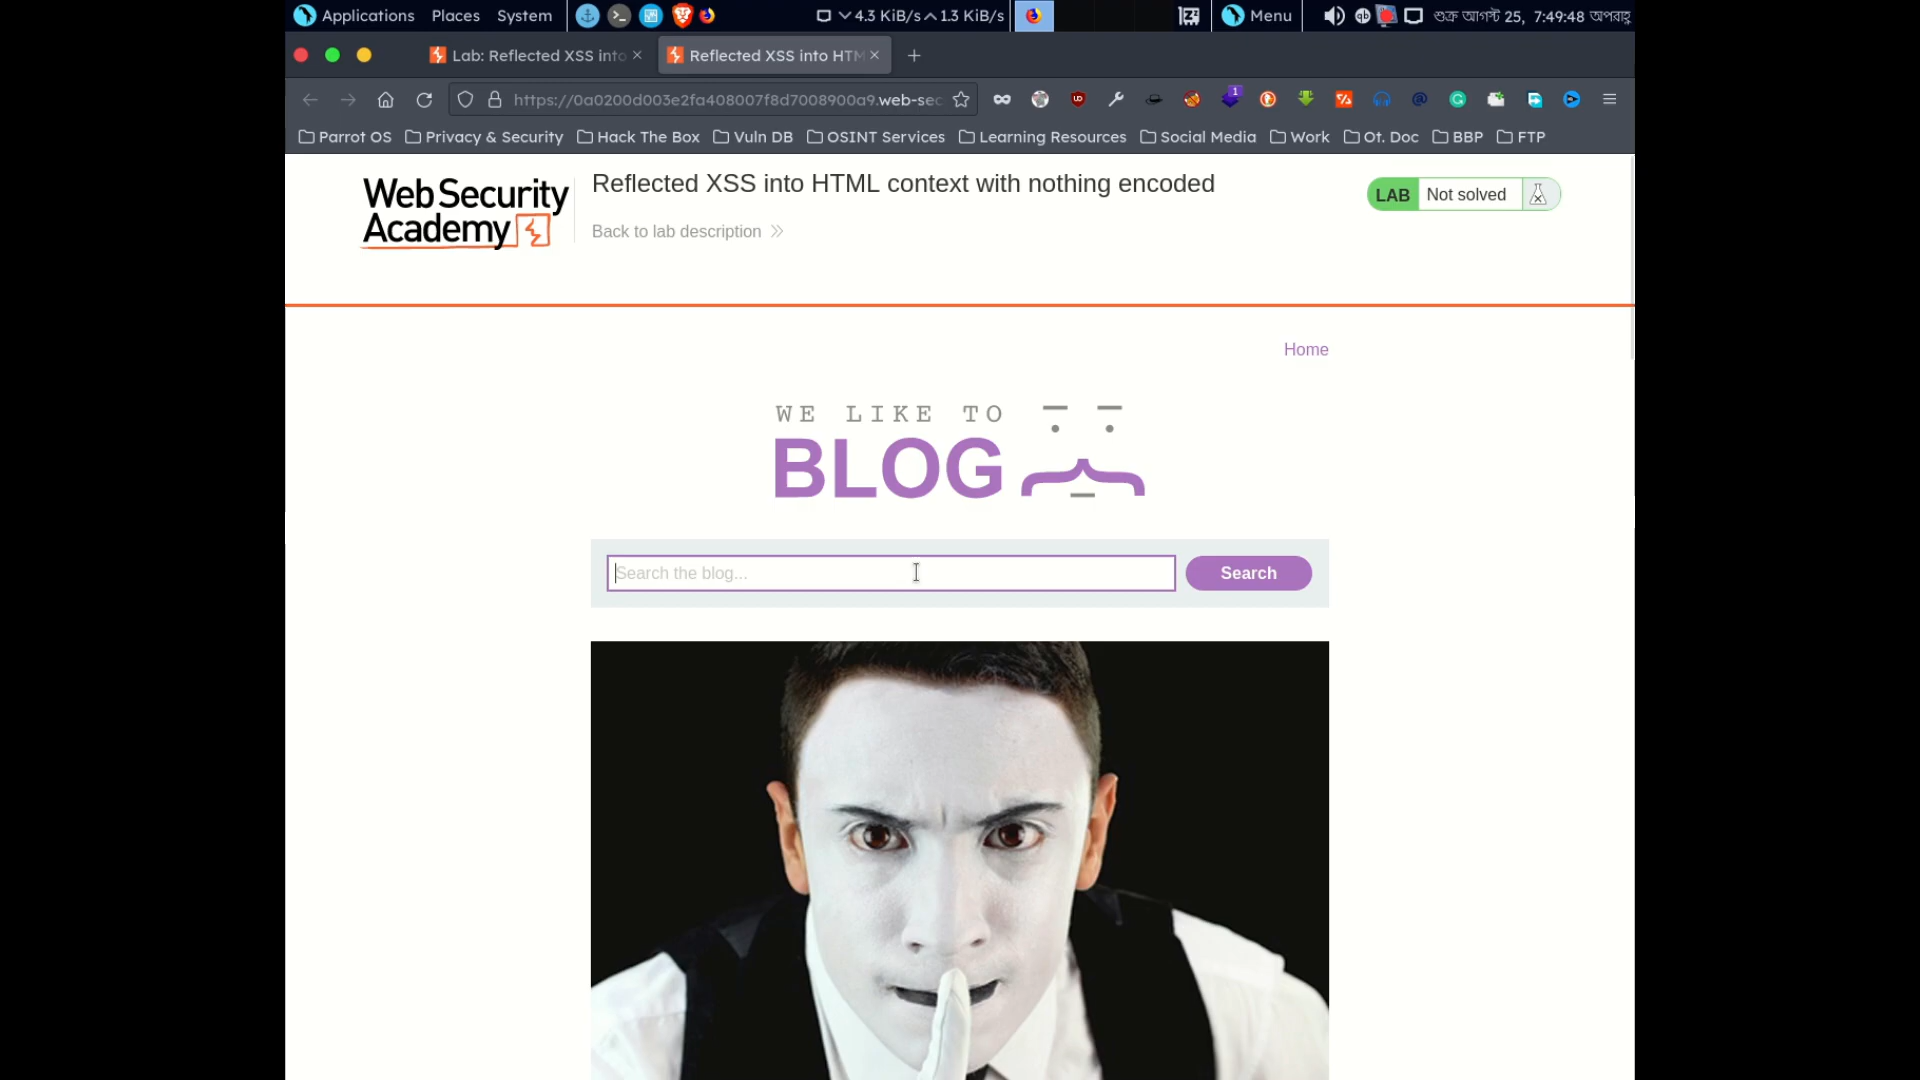 Applications Places System 4.3 KiB/s 1.3 KiB/s Menu শুক্র আগস্ট 25, 7:49:48 অপরাহ্ণ
Lab: Reflected XSS into Reflected XSS into HTM
https://0a0200d003e2fa408007f8d7008900a9.web-sec
Parrot OS Privacy & Security Hack The Box Vuln DB OSINT Services Learning Resources Social Media Work Ot. Doc BBP FTP
Web Security
Academy
Reflected XSS into HTML context with nothing encoded
Back to lab description
LAB Not solved
Home
WE LIKE TO
BLOG
Search the blog...
Search